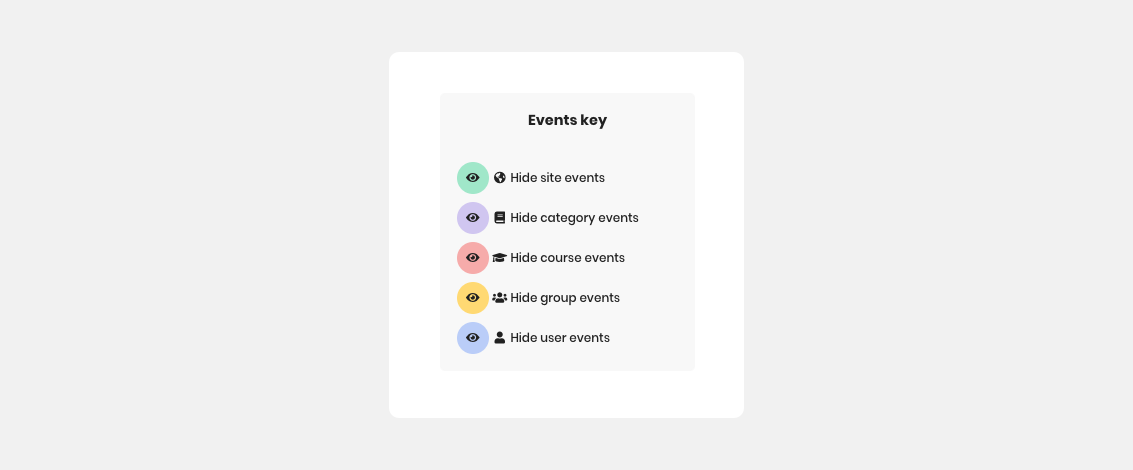 Events key
Hide site events
Hide category events
Hide course events
Hide group events
Hide user events